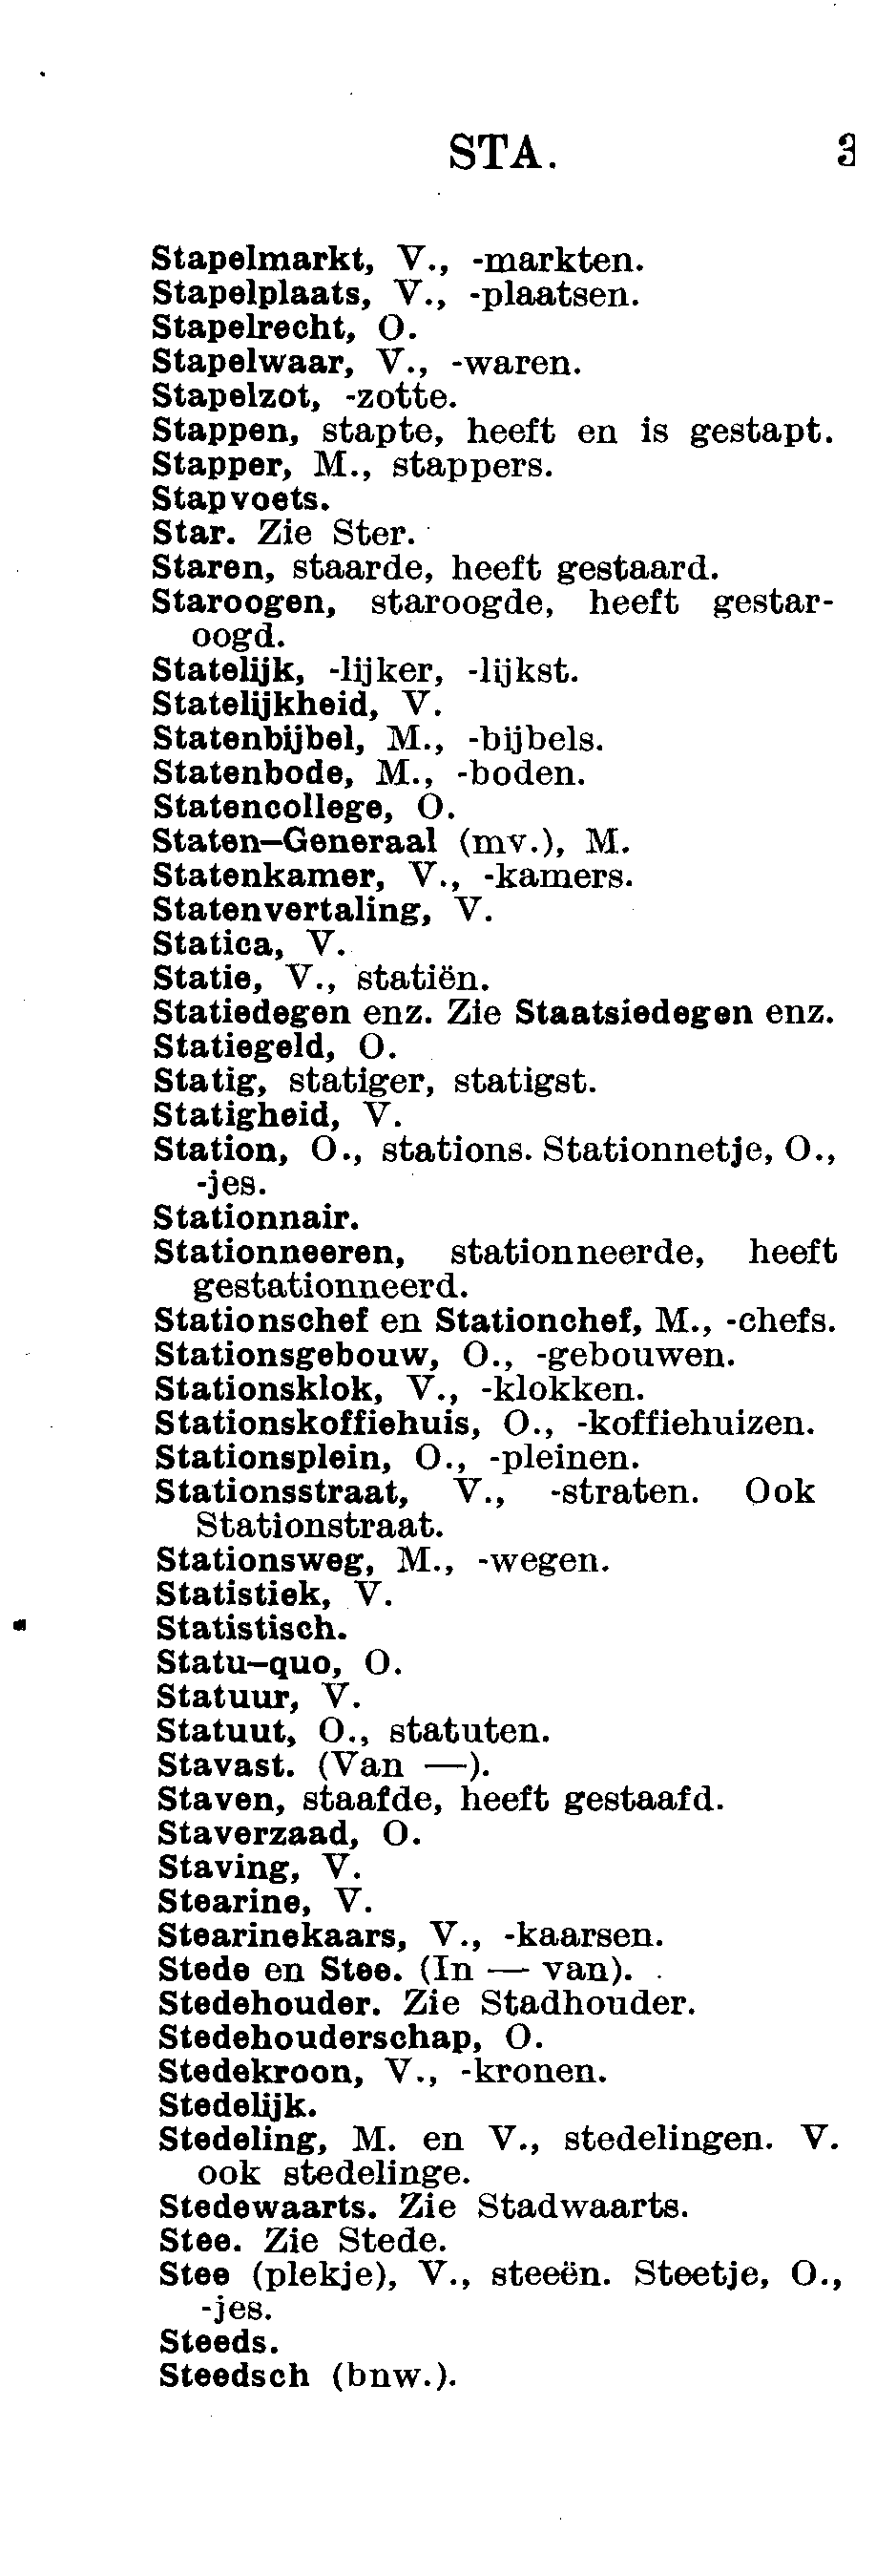 STA. 3
Stapelmarkt, V., -markten.
Stapelplaats, V., -plaatsen.
Stapelrecht, O.
Stapelwaar, V., -waren.
Stapelzot, -zotte.
Stappen, stapte, heeft en is gestapt.
Stapper, M., stappers.
Stapvoets.
Star. Zie Ster.
Staren, staarde, heeft gestaard.
Staroogen, staroogde, heeft gestar-
oogd.
Statelijk, -lijker, -lijkst.
Statelijkheid, V.
Statenbijbel, M., -bijbels.
Statenbode, M., -boden.
Statencollege, O.
Staten–Generaal (mv.), M.
Statenkamer, V., -kamers.
Statenvertaling, V.
Statica, V.
Statie, V., statiën.
Statiedegen enz. Zie Staatsiedegen enz.
Statiegeld, O.
Statig, statiger, statigst.
Statigheid, V.
Station, O., stations. Stationnetje, O.,
-jes.
Stationnair.
Stationneeren, stationneerde, heeft
gestationneerd.
Stationschef en Stationchef, M., -chefs.
Stationsgebouw, O., -gebouwen.
Stationsklok, V., -klokken.
Stationskoffiehuis, O., -koffiehuizen.
Stationsplein, O., -pleinen.
Stationsstraat, V., -straten. Ook
Stationstraat.
Stationsweg, M., -wegen.
Statistiek, V.
Statistisch.
Statu–quo, O.
Statuur, V.
Statuut, O., statuten.
Stavast. (Van —).
Staven, staafde, heeft gestaafd.
Staverzaad, O.
Staving, V.
Stearine, V.
Stearinekaars, V., -kaarsen.
Stede en Stee. (In — van).
Stedehouder. Zie Stadhouder.
Stedehouderschap, O.
Stedekroon, V., -kronen.
Stedelijk.
Stedeling, M. en V., stedelingen. V.
ook stedelinge.
Stedewaarts. Zie Stadwaarts.
Stee. Zie Stede.
Stee (plekje), V., steeën. Steetje, O.,
-jes.
Steeds.
Steedsch (bnw.).